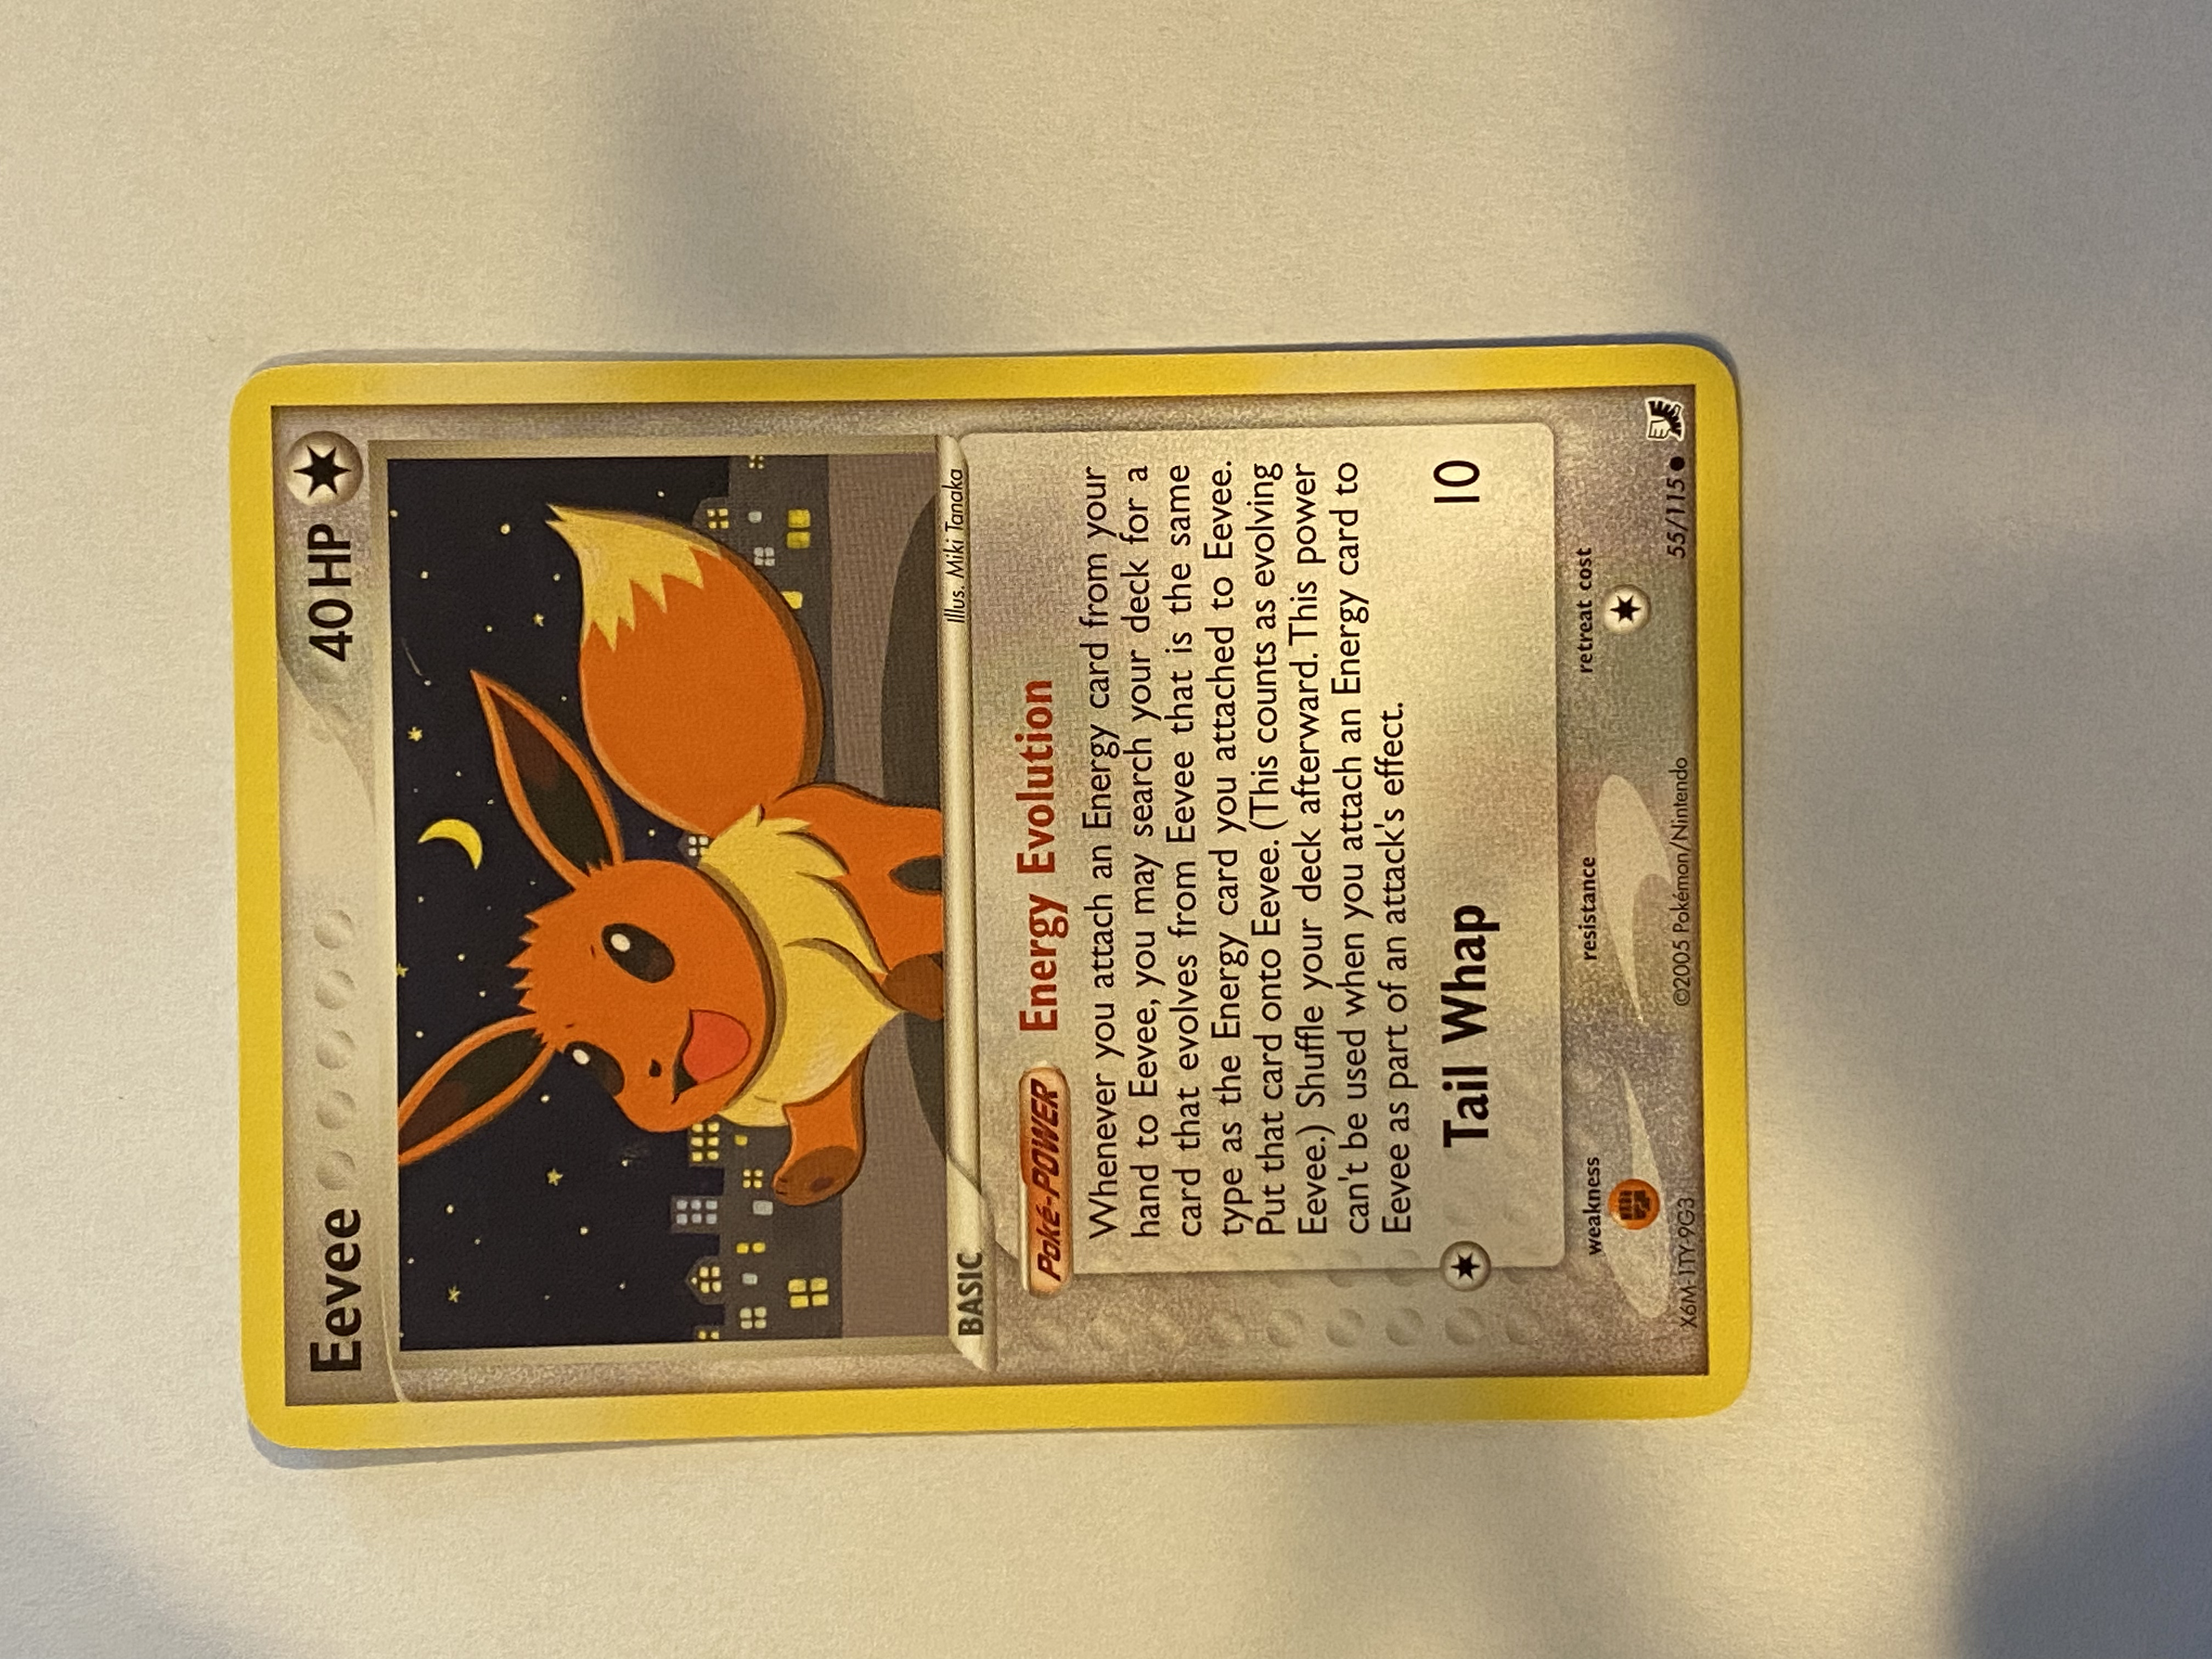 Eevee 40 HP
BASIC Illus. Miki Tanaka
Poké-POWER Energy Evolution
Whenever you attach an Energy card from your
hand to Eevee, you may search your deck for a
card that evolves from Eevee that is the same
type as the Energy card you attached to Eevee.
Put that card onto Eevee. (This counts as evolving
Eevee.) Shuffle your deck afterward. This power
can't be used when you attach an Energy card to
Eevee as part of an attack's effect.
Tail Whap 10
weakness resistance retreat cost
X6M-1TY-9G3 ©2005 Pokémon/Nintendo 55/115